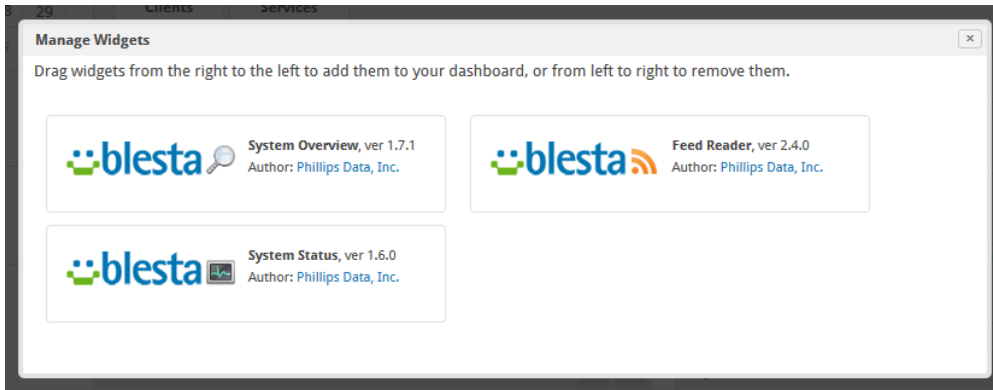 29
Clients
Services
Manage Widgets
Drag widgets from the right to the left to add them to your dashboard, or from left to right to remove them.
blesta
System Overview, ver 1.7.1
Author: Phillips Data, Inc.
blesta
Feed Reader, ver 2.4.0
Author: Phillips Data, Inc.
blesta
System Status, ver 1.6.0
Author: Phillips Data, Inc.